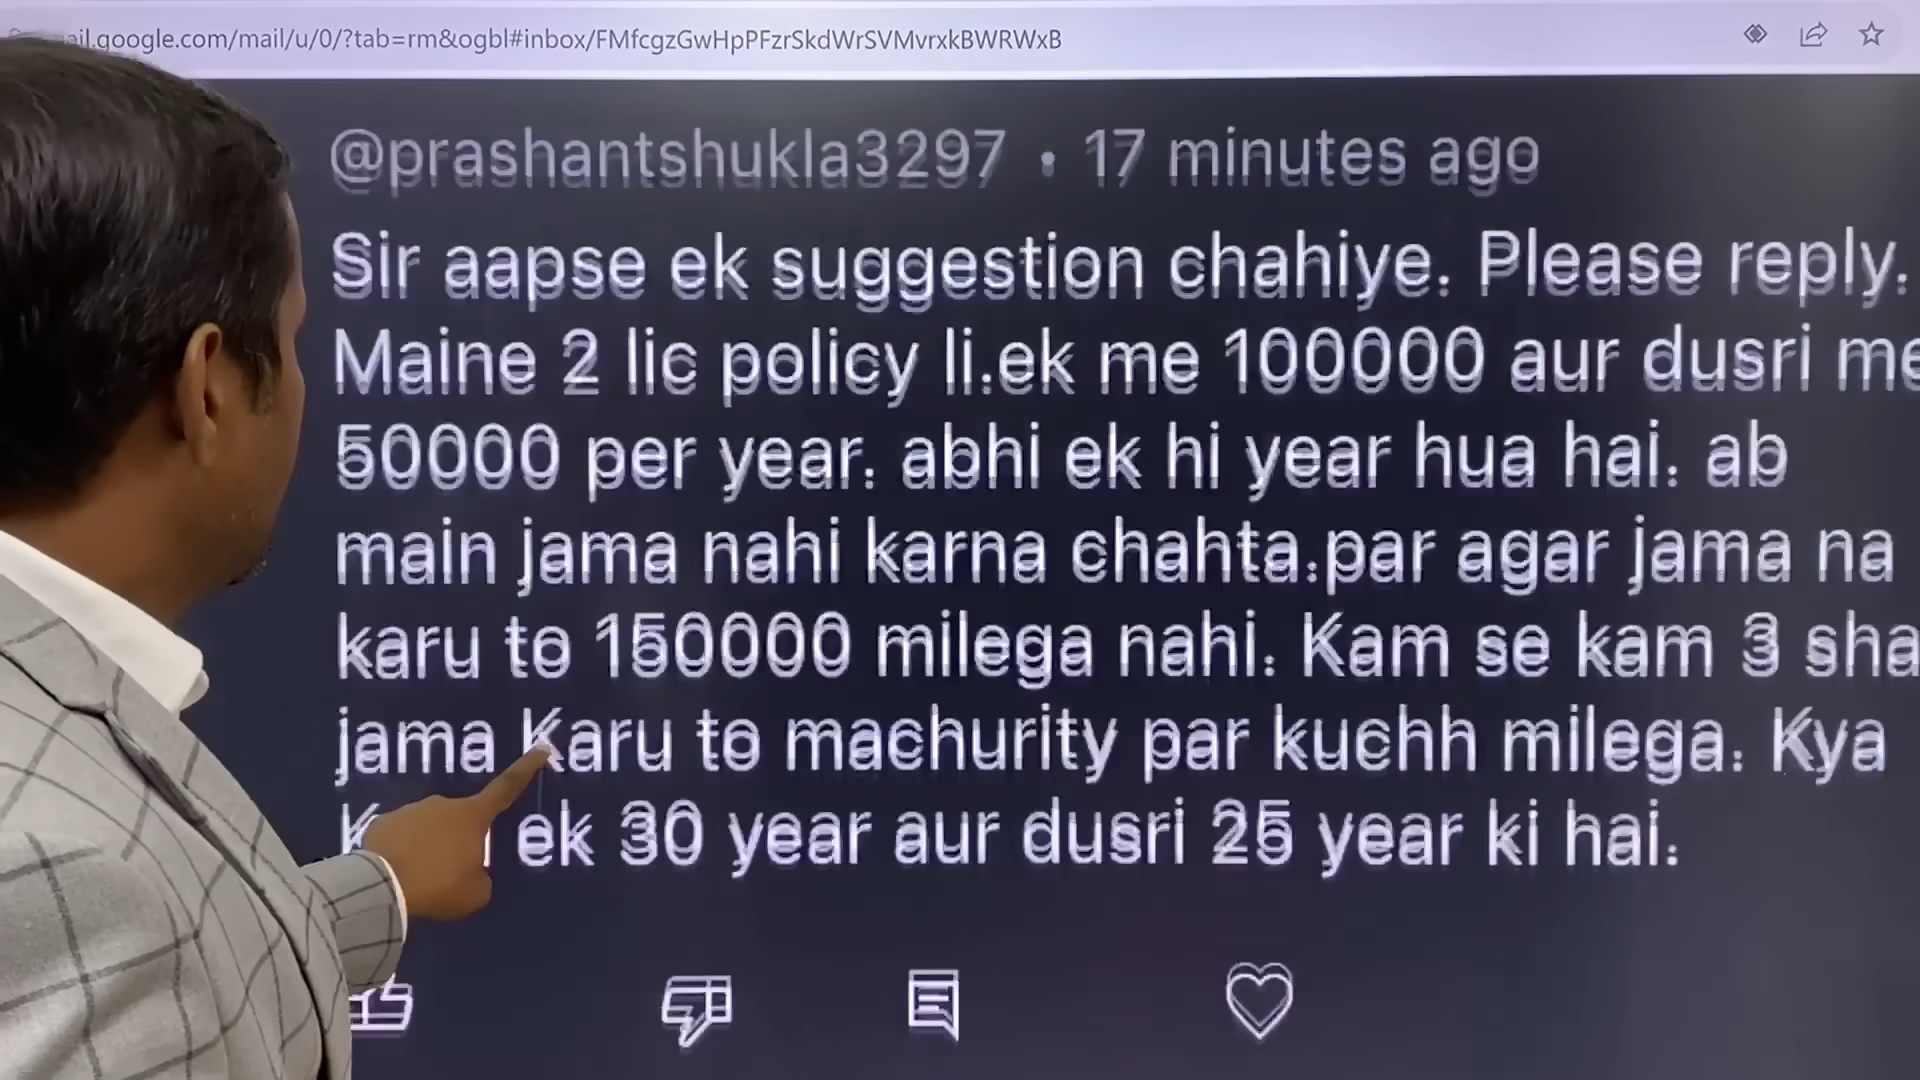 ail.google.com/mail/u/0/?tab=rm&ogbl#inbox/FMfcgzGwHpPFzrSkdWrSVMvrxkBWRWxB
@prashantshukla3297 • 17 minutes ago
Sir aapse ek suggestion chahiye. Please reply.
Maine 2 lic policy li.ek me 100000 aur dusri me
50000 per year. abhi ek hi year hua hai. ab
main jama nahi karna chahta.par agar jama na
karu to 150000 milega nahi. Kam se kam 3 sha
jama Karu to machurity par kuchh milega. Kya
ek 30 year aur dusri 25 year ki hai.